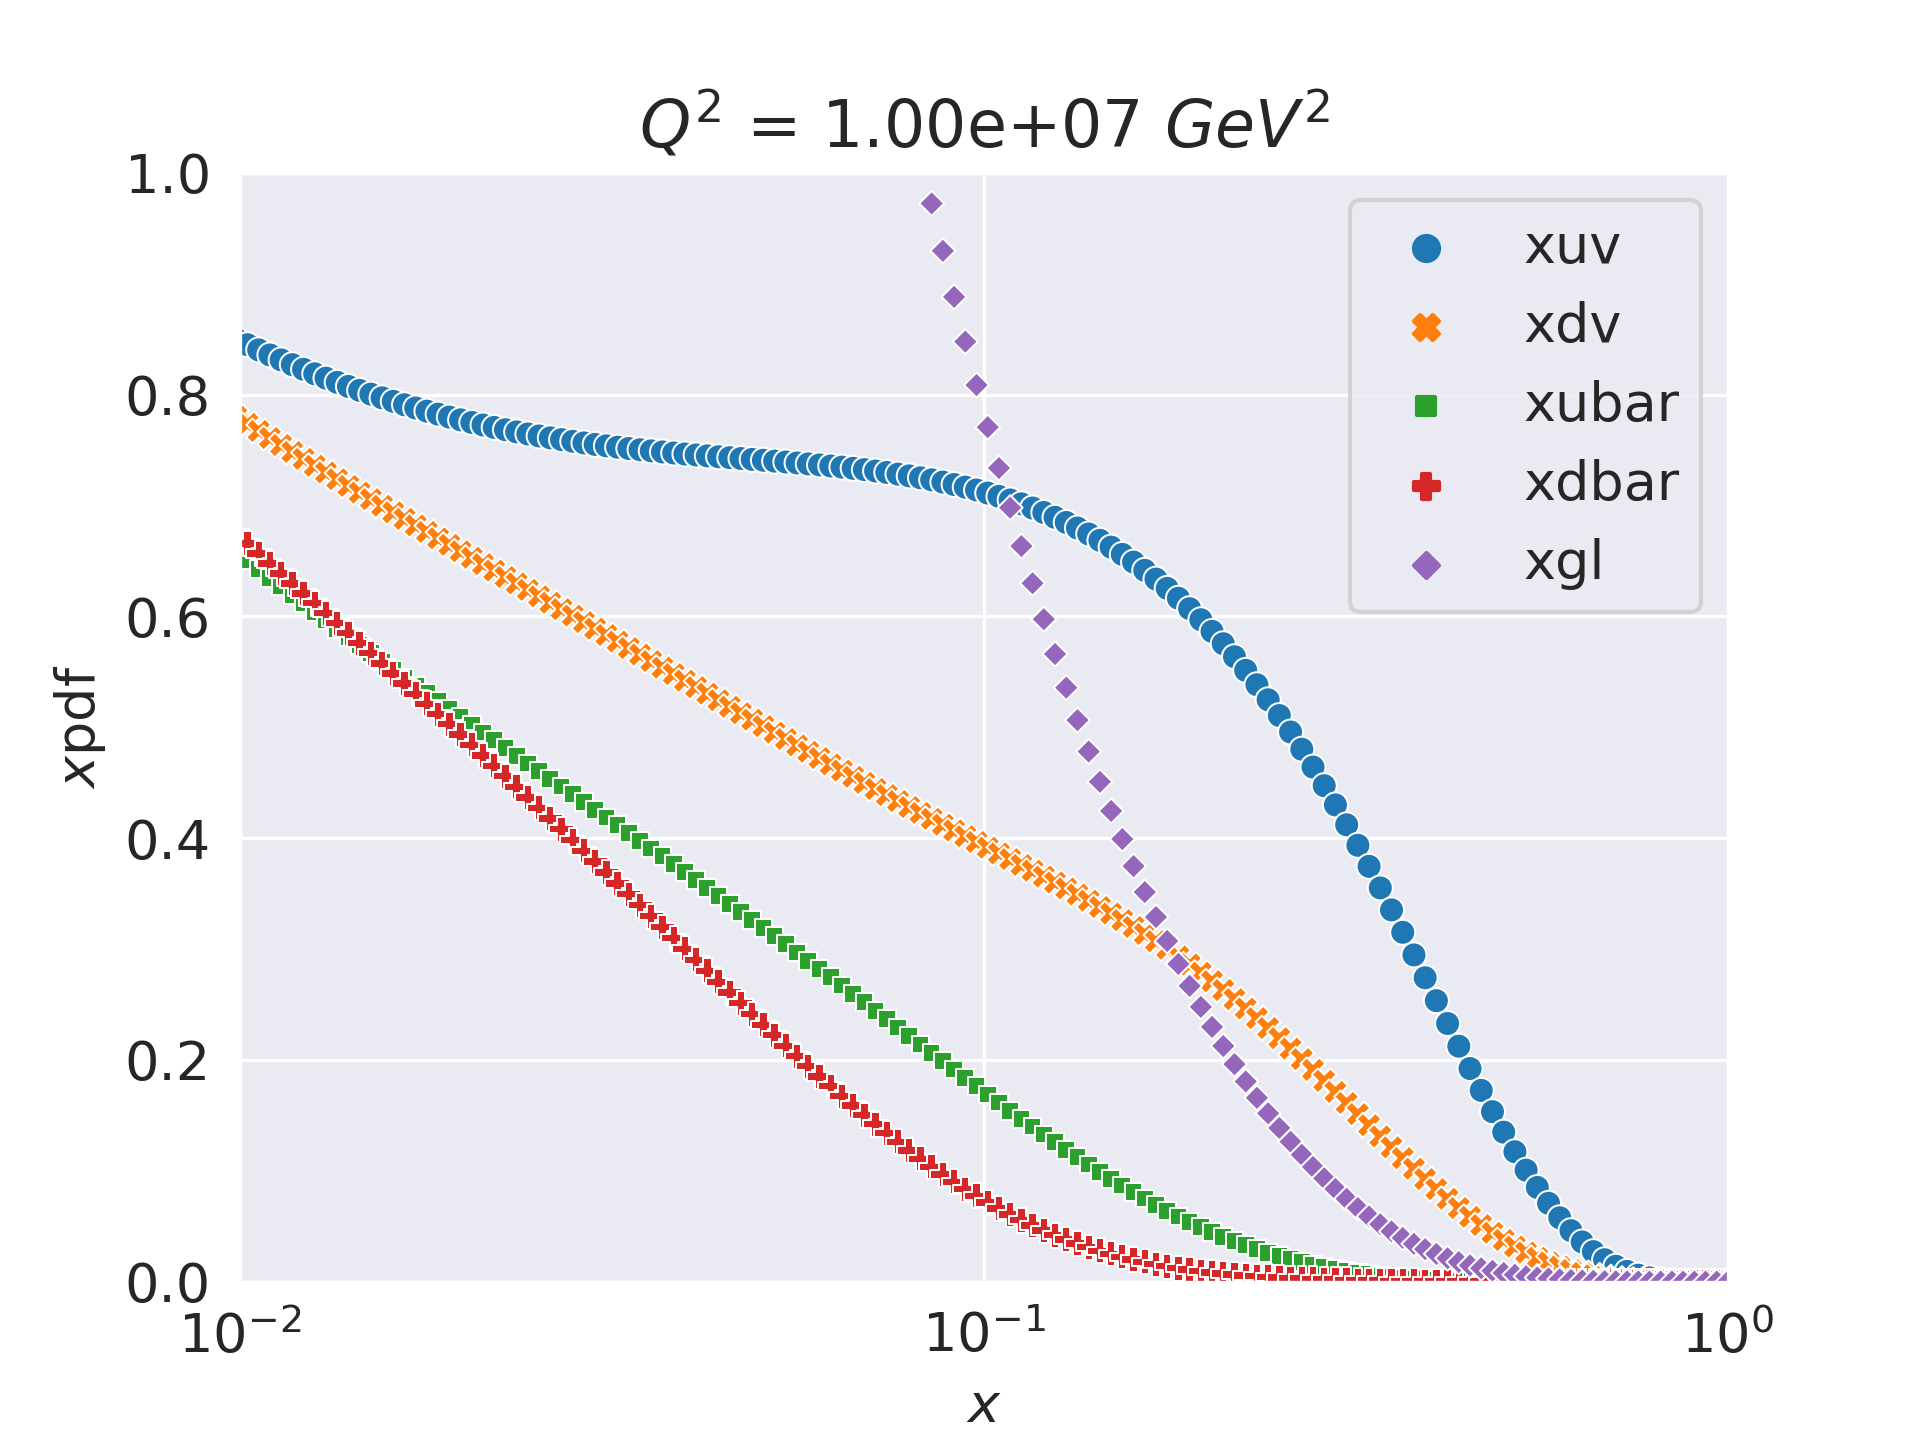 Q² = 1.00e+07 GeV²
1.0
0.8
0.6
0.4
0.2
0.0
xpdf
10⁻²
10⁻¹
10⁰
x
xuv
xdv
xubar
xdbar
xgl